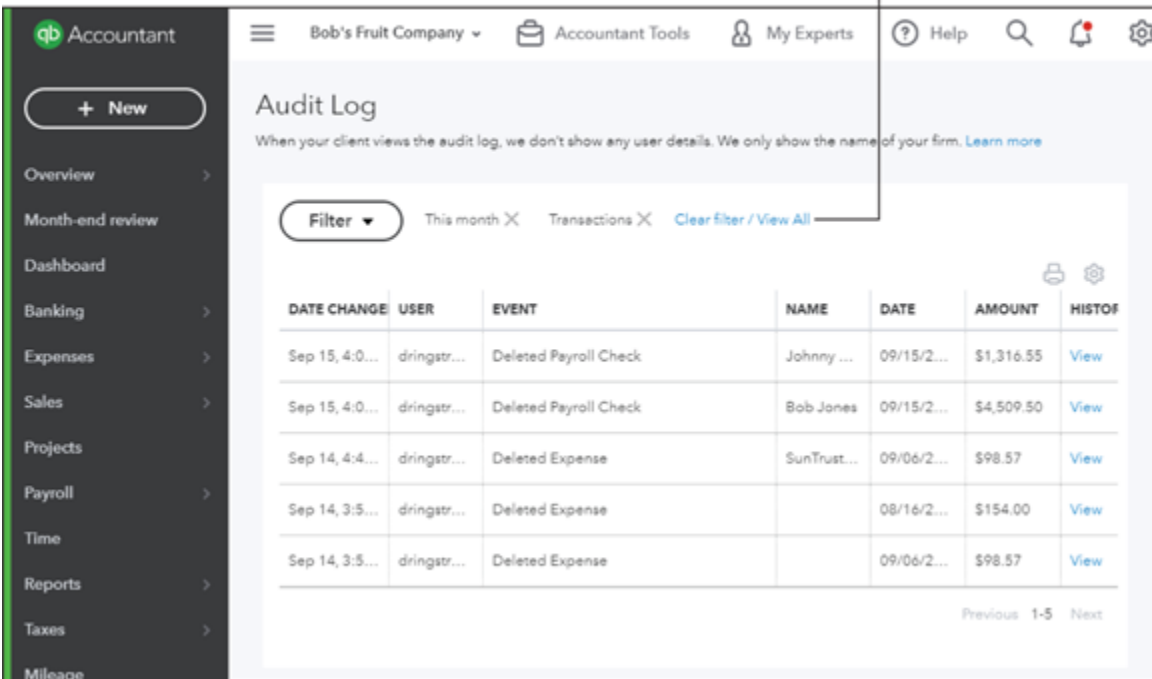 qb Accountant
Bob's Fruit Company
Accountant Tools
My Experts
? Help
+ New
Overview
Month-end review
Dashboard
Banking
Expenses
Sales
Projects
Payroll
Time
Reports
Taxes
Mileage
Audit Log
When your client views the audit log, we don't show any user details. We only show the name of your firm. Learn more
Filter
This month Transactions Clear filter / View All
DATE CHANGE USER EVENT NAME DATE AMOUNT HISTOR
Sep 15, 4:0... dringstr... Deleted Payroll Check Johnny ... 09/15/2... $1,316.55 View
Sep 15, 4:0... dringstr... Deleted Payroll Check Bob Jones 09/15/2... $4,509.50 View
Sep 14, 4:4... dringstr... Deleted Expense SunTrust... 09/06/2... $98.57 View
Sep 14, 3:5... dringstr... Deleted Expense 08/16/2... $154.00 View
Sep 14, 3:5... dringstr... Deleted Expense 09/06/2... $98.57 View
Previous 1-5 Next